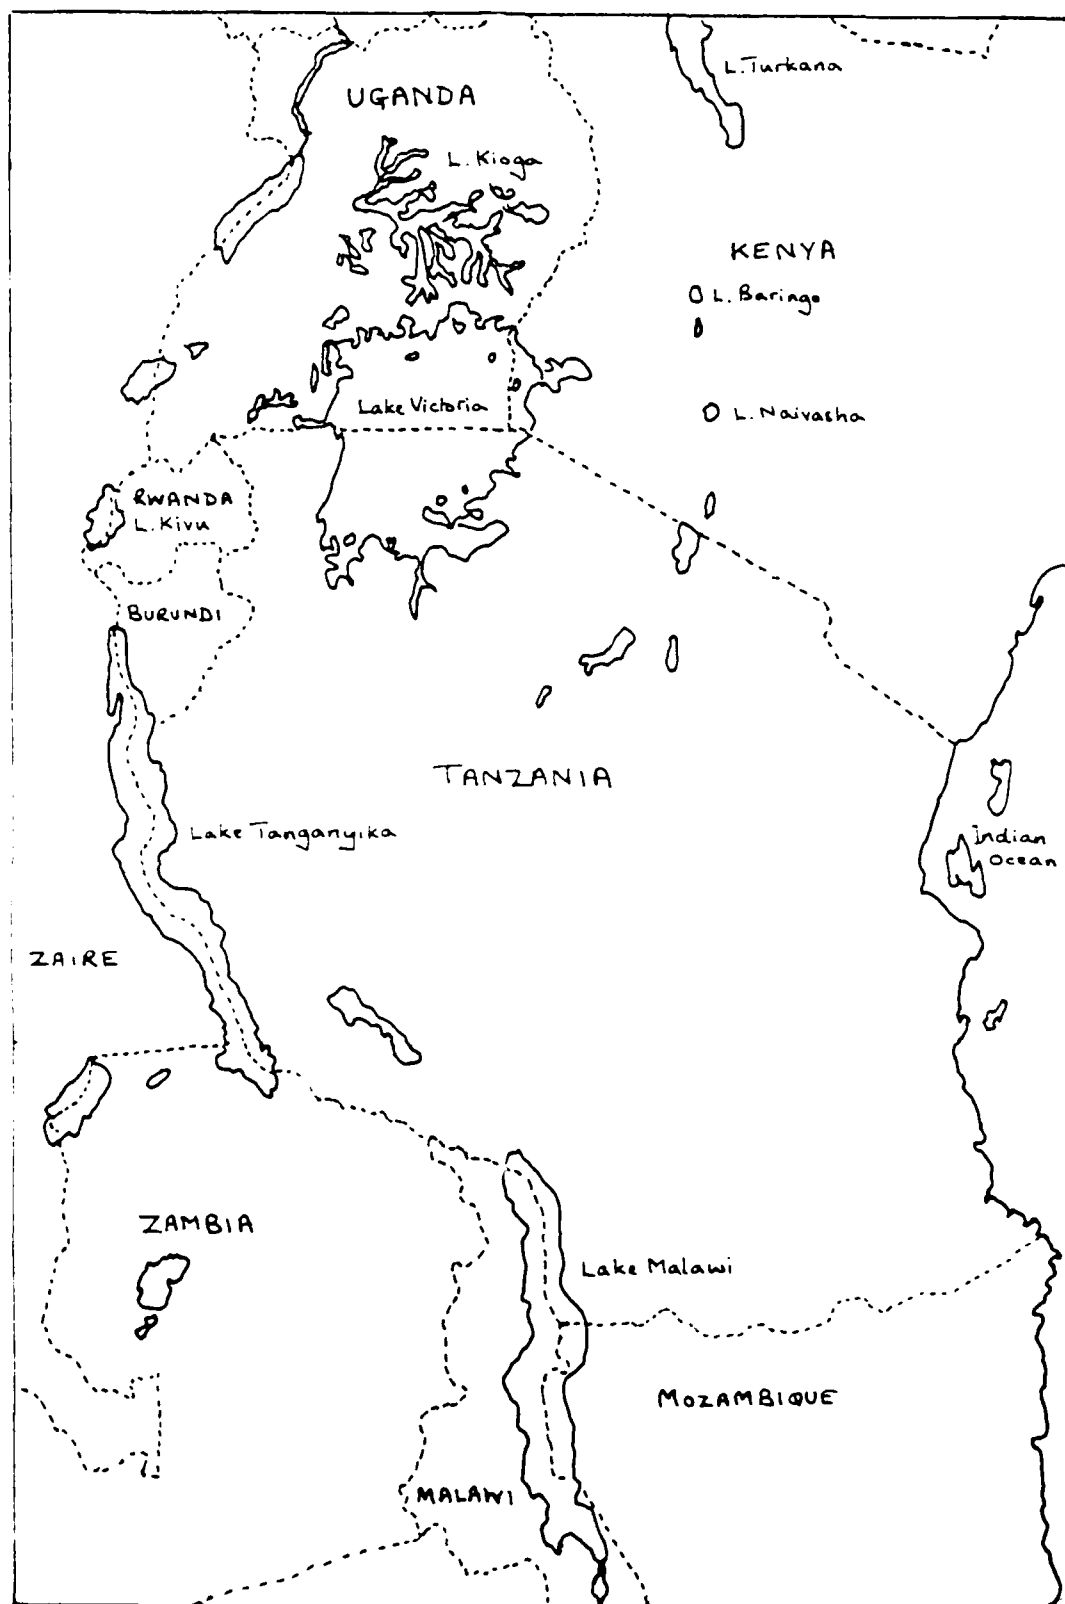 L. Turkana
UGANDA
L. Kioga
KENYA
L. Baringo
Lake Victoria
L. Naivasha
RWANDA
L. Kivu
BURUNDI
TANZANIA
Lake Tanganyika
Indian
Ocean
ZAIRE
ZAMBIA
Lake Malawi
MOZAMBIQUE
MALAWI